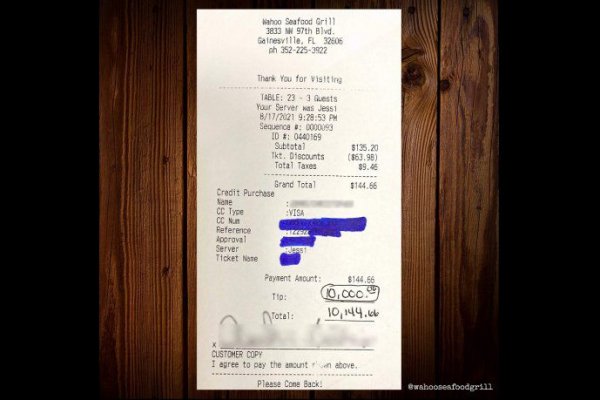 Wahoo Seafood Grill
3833 NW 97th Blvd.
Gainesville, FL 32606
ph 352-225-3922
Thank You for Visiting
TABLE: 23 - 3 Guests
Your Server was Jessi
8/17/2021 9:28:53 PM
Sequence #: 0000093
ID #: 0440169
Subtotal $135.20
Tkt. Discounts ($63.98)
Total Taxes $9.46
Grand Total $144.66
Credit Purchase
Name :
CC Type :VISA
CC Num
Reference
Approval
Server :Jessi
Ticket Name
Payment Amount: $144.66
Tip: 10,000.00
Total: 10,144.66
x
CUSTOMER COPY
I agree to pay the amount above.
Please Come Back!
@wahooseafoodgrill